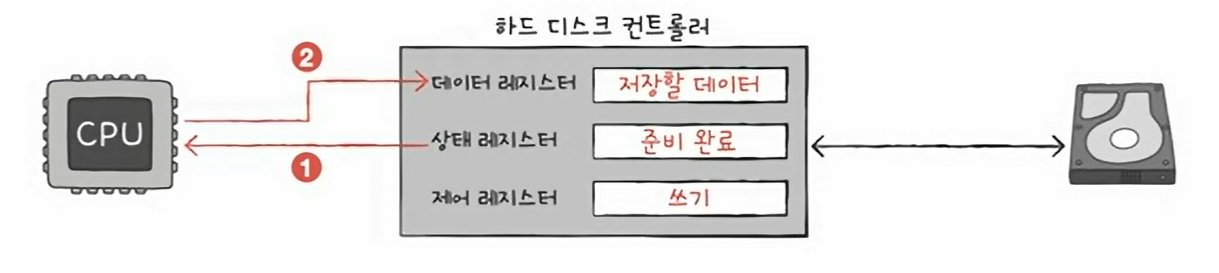 하드 디스크 컨트롤러
2
데이터 레지스터 저장할 데이터
CPU
상태 레지스터 준비 완료
1
제어 레지스터 쓰기